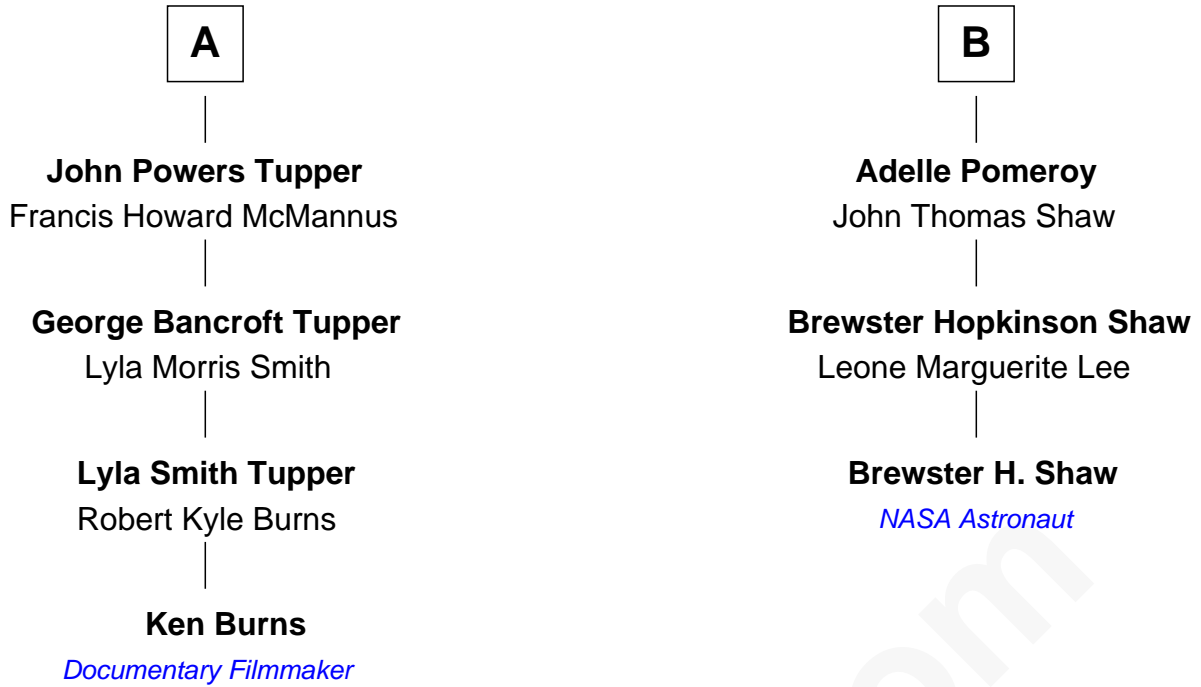 A
John Powers Tupper
Francis Howard McMannus
George Bancroft Tupper
Lyla Morris Smith
Lyla Smith Tupper
Robert Kyle Burns
Ken Burns
Documentary Filmmaker
B
Adelle Pomeroy
John Thomas Shaw
Brewster Hopkinson Shaw
Leone Marguerite Lee
Brewster H. Shaw
NASA Astronaut
om